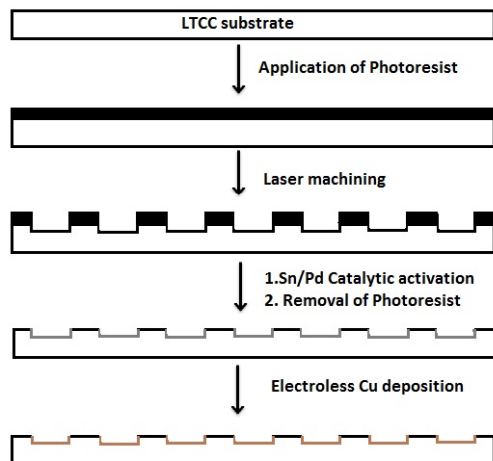 LTCC substrate
Application of Photoresist
Laser machining
1.Sn/Pd Catalytic activation
2. Removal of Photoresist
Electroless Cu deposition